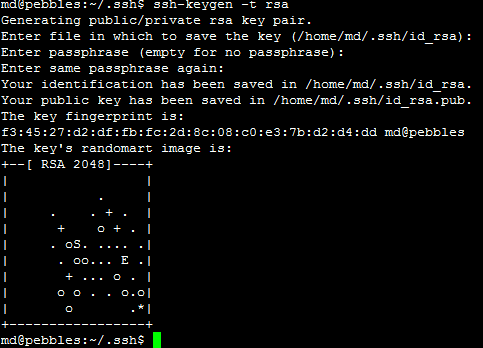 md@pebbles:~/.ssh$ ssh-keygen -t rsa
Generating public/private rsa key pair.
Enter file in which to save the key (/home/md/.ssh/id_rsa):
Enter passphrase (empty for no passphrase):
Enter same passphrase again:
Your identification has been saved in /home/md/.ssh/id_rsa.
Your public key has been saved in /home/md/.ssh/id_rsa.pub.
The key fingerprint is:
f3:45:27:d2:df:fb:fc:2d:8c:08:c0:e3:7b:d2:d4:dd md@pebbles
The key's randomart image is:
+--[ RSA 2048]----+
|                 |
|           .     |
|     .    . + .  |
|      +    o + . |
|     . oS. .... .|
|      . oo... E .|
|       + ... o . |
|      o o . . o.o|
|       o       .*|
+-----------------+
md@pebbles:~/.ssh$